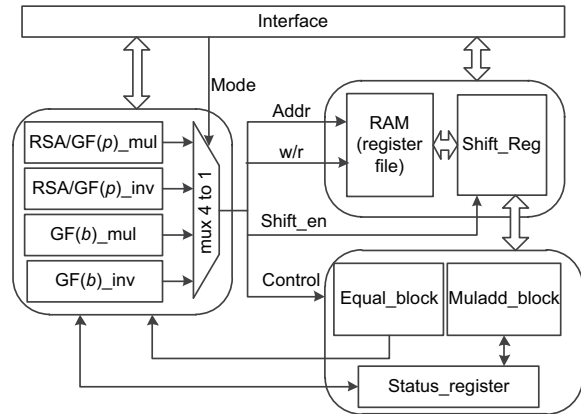 Interface
Mode
RSA/GF(p)_mul
RSA/GF(p)_inv
GF(b)_mul
GF(b)_inv
mux 4 to 1
Addr
w/r
Shift_en
Control
RAM
(register
file)
Shift_Reg
Equal_block
Muladd_block
Status_register